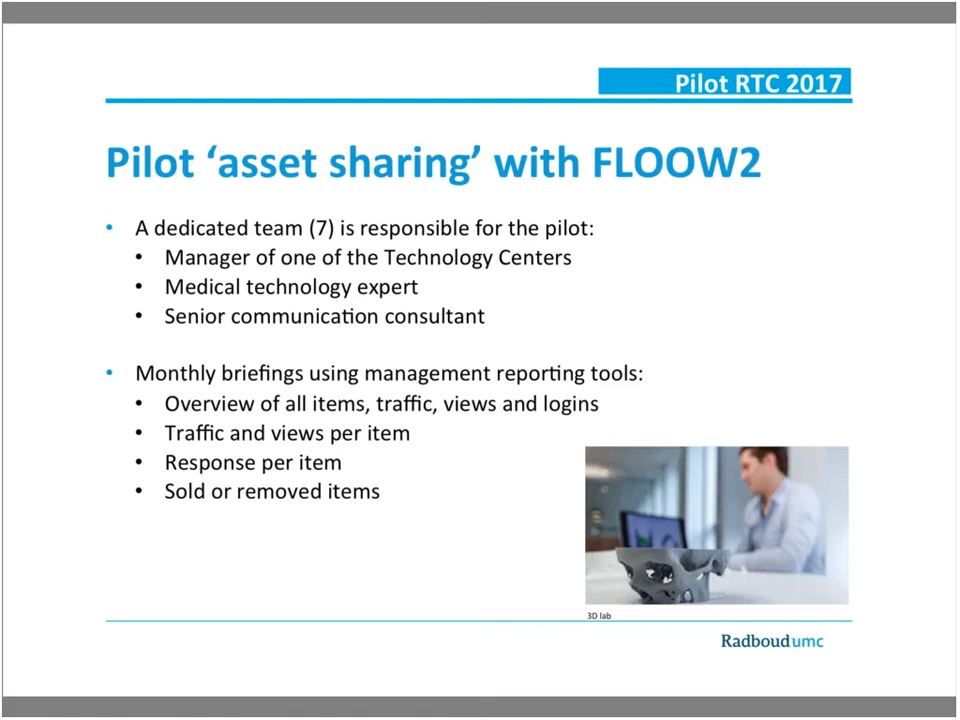 Pilot RTC 2017
Pilot ‘asset sharing’ with FLOOW2
• A dedicated team (7) is responsible for the pilot:
• Manager of one of the Technology Centers
• Medical technology expert
• Senior communication consultant
• Monthly briefings using management reporting tools:
• Overview of all items, traffic, views and logins
• Traffic and views per item
• Response per item
• Sold or removed items
3D lab
Radboudumc